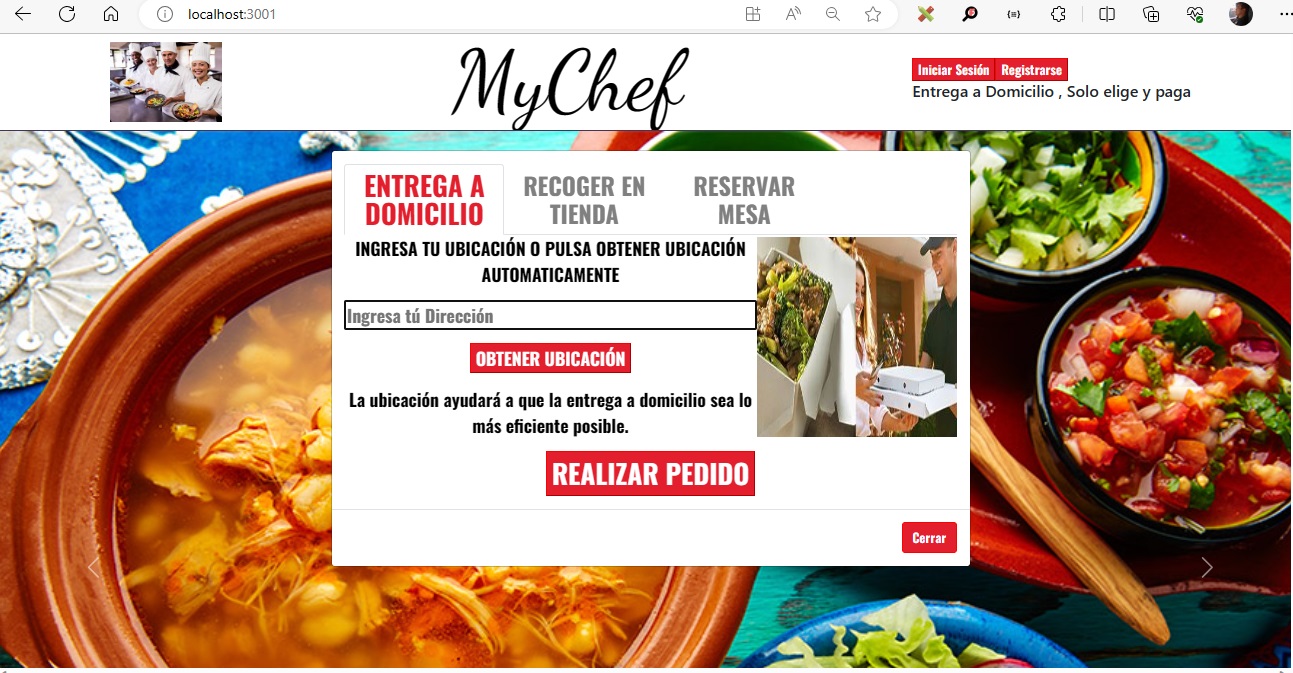 localhost:3001
MyChef
Iniciar Sesión Registrarse
Entrega a Domicilio , Solo elige y paga
ENTREGA A
DOMICILIO
RECOGER EN
TIENDA
RESERVAR
MESA
INGRESA TU UBICACIÓN O PULSA OBTENER UBICACIÓN
AUTOMATICAMENTE
Ingresa tú Dirección
OBTENER UBICACIÓN
La ubicación ayudará a que la entrega a domicilio sea lo
más eficiente posible.
REALIZAR PEDIDO
Cerrar